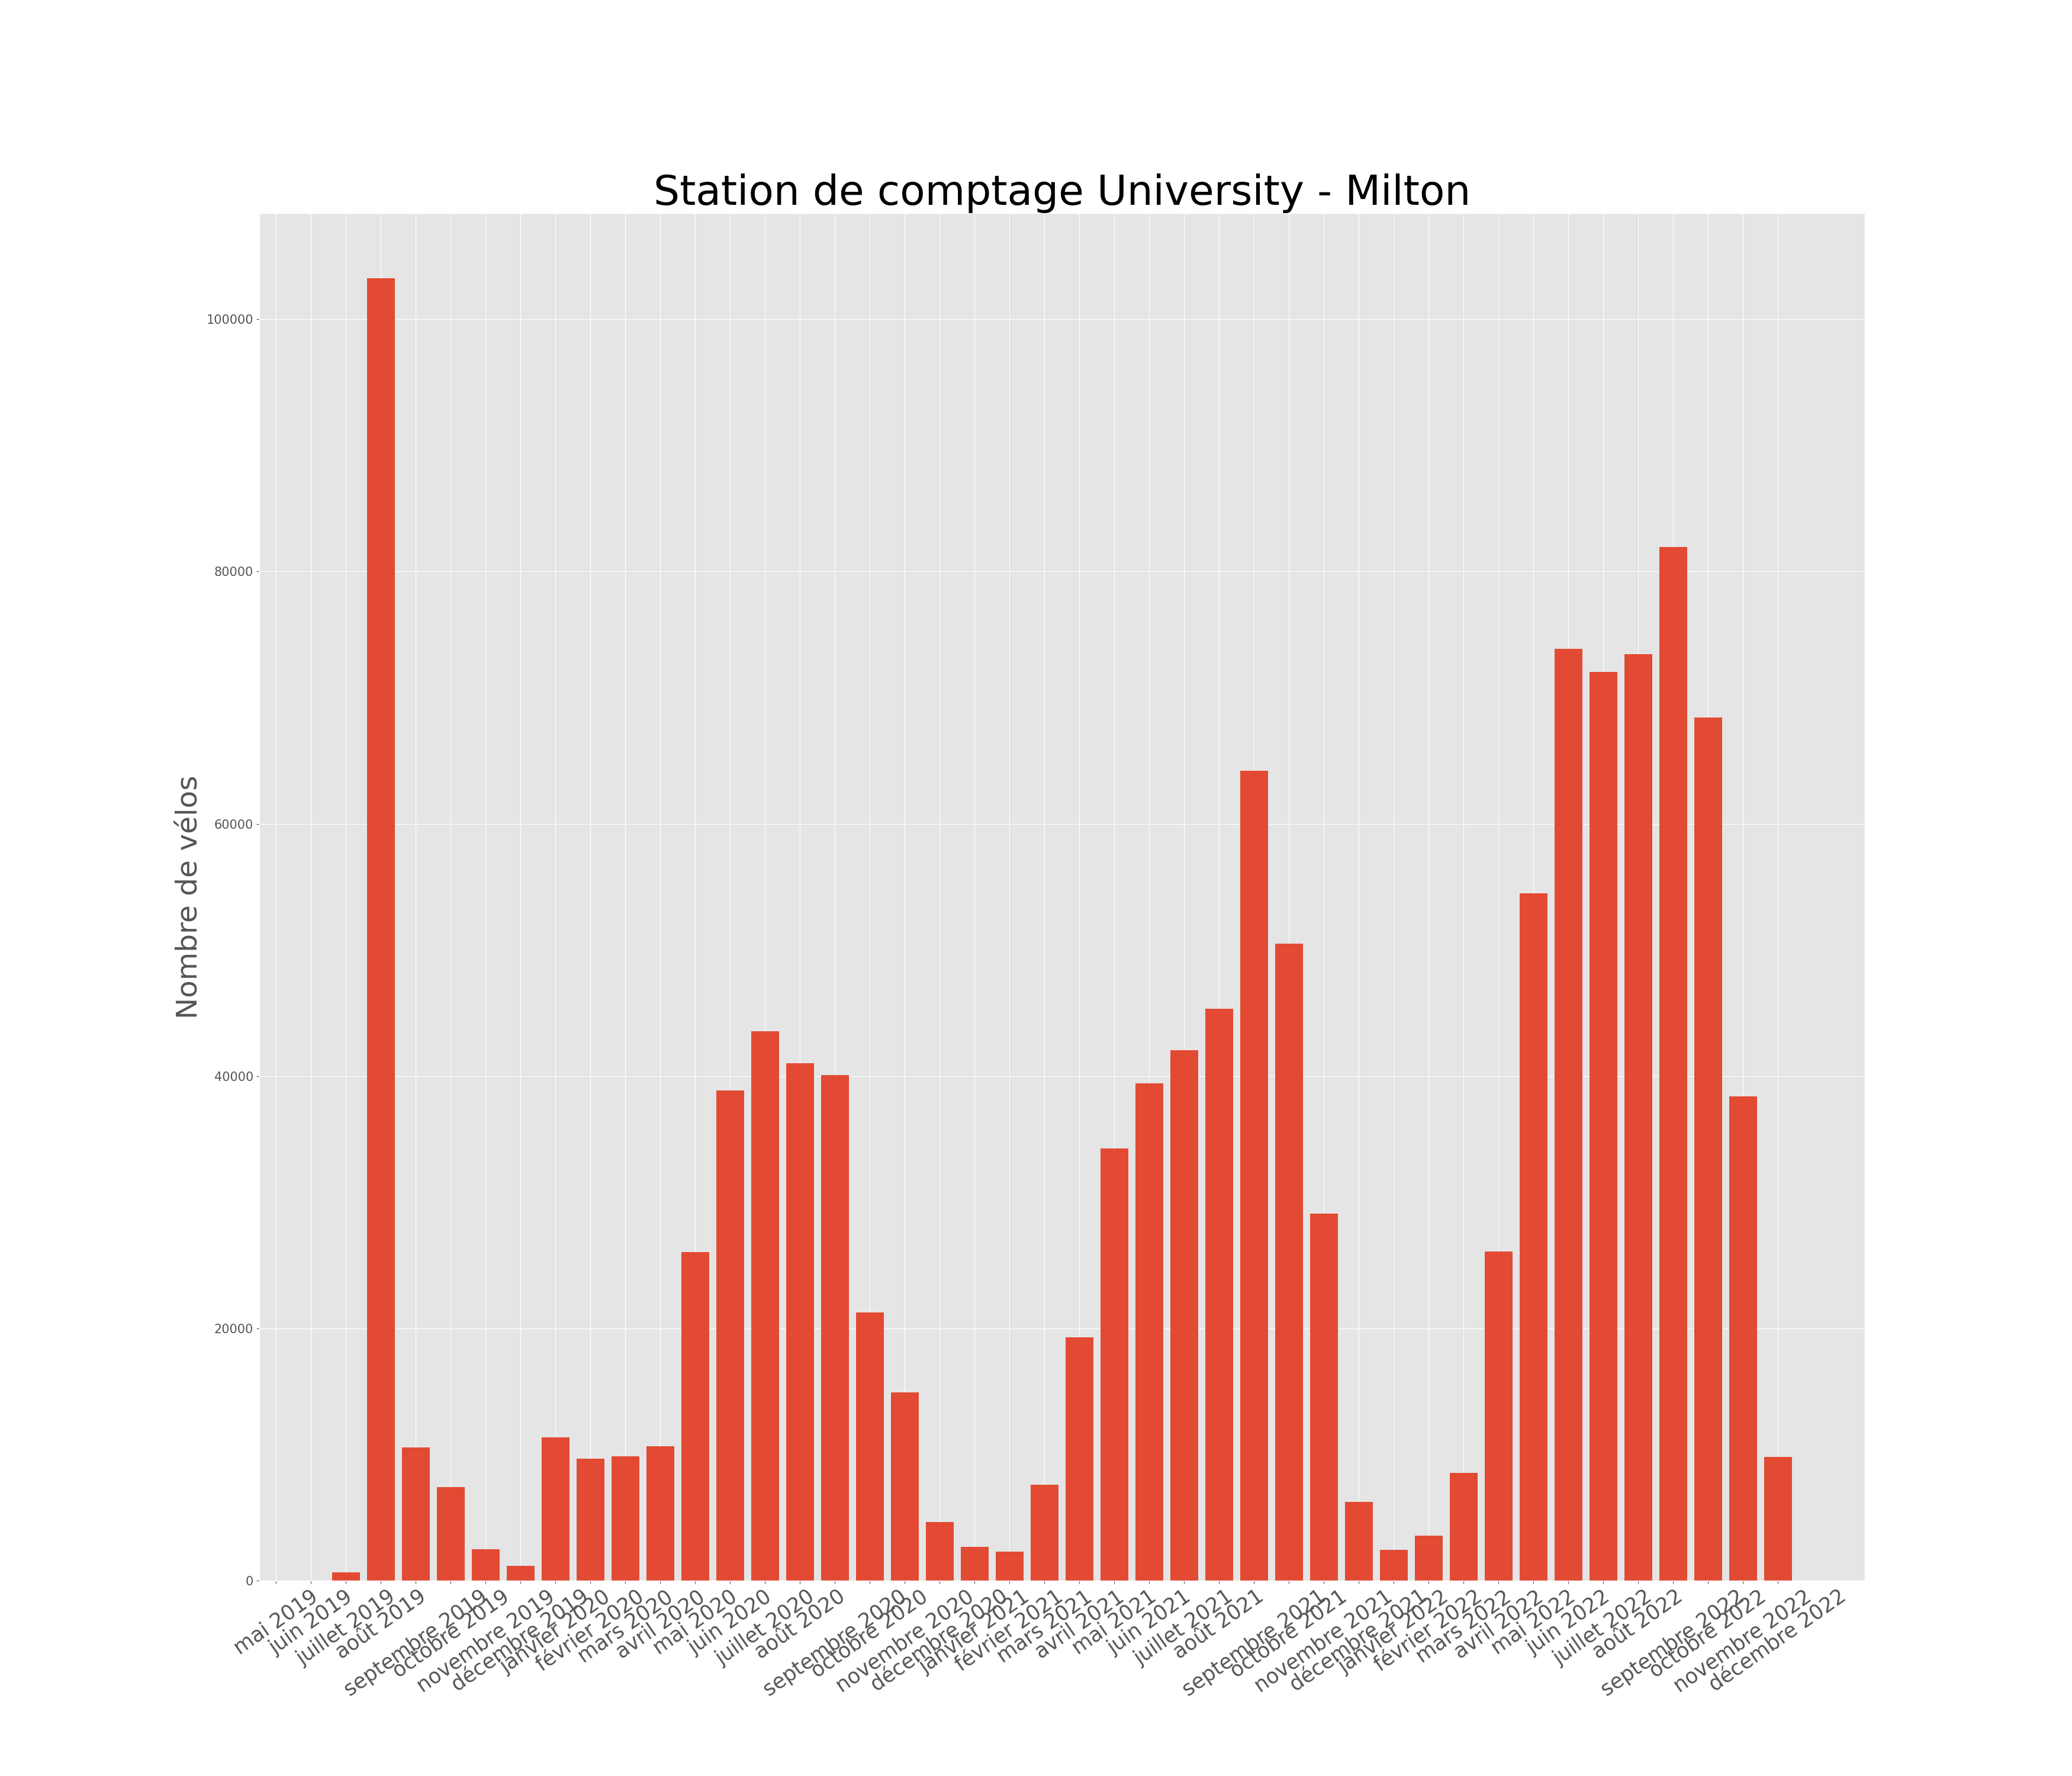 Station de comptage University - Milton
Nombre de vélos
100000
80000
60000
40000
20000
0
mai 2019
juin 2019
juillet 2019
août 2019
septembre 2019
octobre 2019
novembre 2019
décembre 2019
janvier 2020
février 2020
mars 2020
avril 2020
mai 2020
juin 2020
juillet 2020
août 2020
septembre 2020
octobre 2020
novembre 2020
décembre 2020
janvier 2021
février 2021
mars 2021
avril 2021
mai 2021
juin 2021
juillet 2021
août 2021
septembre 2021
octobre 2021
novembre 2021
décembre 2021
janvier 2022
février 2022
mars 2022
avril 2022
mai 2022
juin 2022
juillet 2022
août 2022
septembre 2022
octobre 2022
novembre 2022
décembre 2022